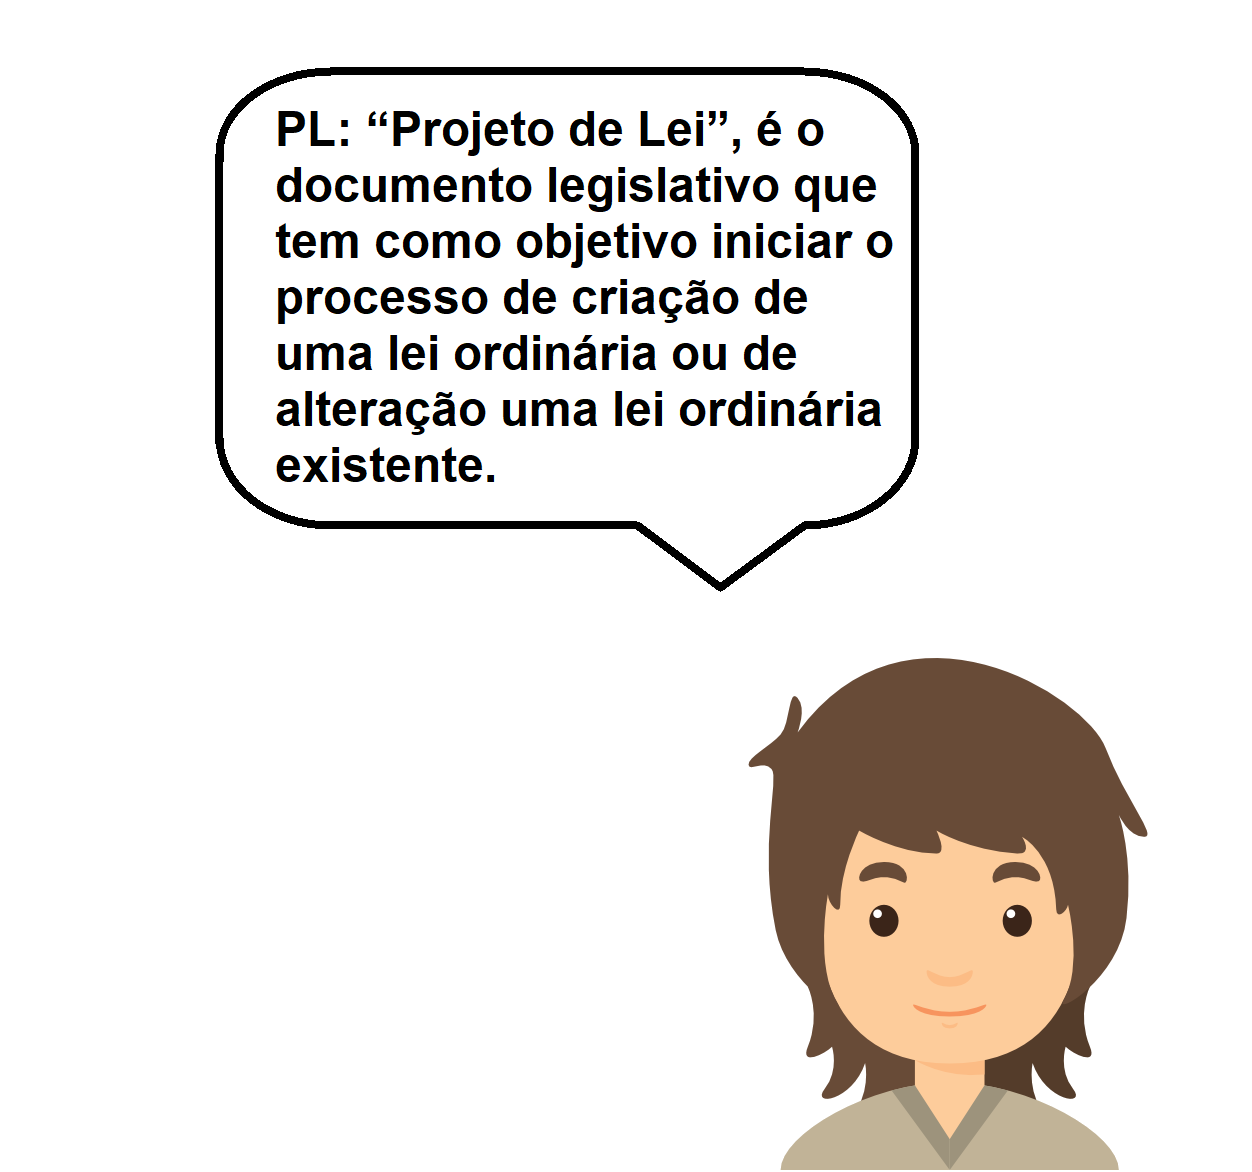 PL: “Projeto de Lei”, é o
documento legislativo que
tem como objetivo iniciar o
processo de criação de
uma lei ordinária ou de
alteração uma lei ordinária
existente.